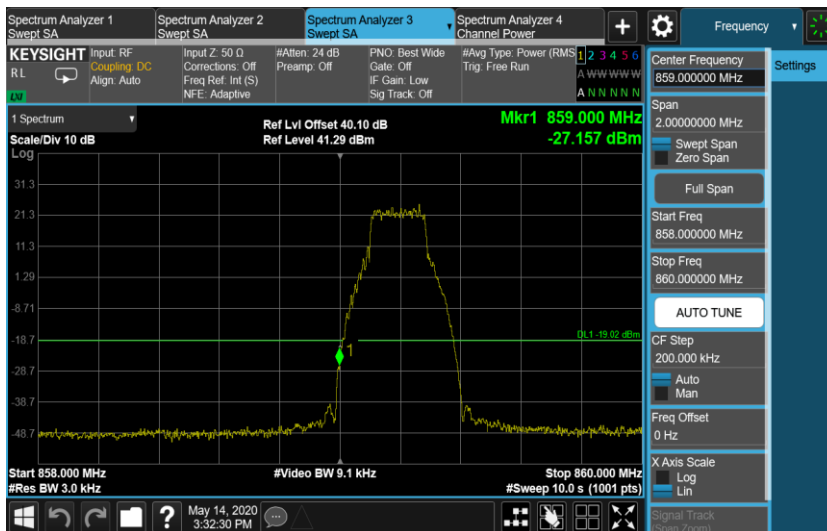 Spectrum Analyzer 1
Swept SA
Spectrum Analyzer 2
Swept SA
Spectrum Analyzer 3
Swept SA
Spectrum Analyzer 4
Channel Power
+
Frequency
KEYSIGHT
R L
Input: RF
Coupling: DC
Align: Auto
Input Z: 50 Ω
Corrections: Off
Freq Ref: Int (S)
NFE: Adaptive
#Atten: 24 dB
Preamp: Off
PNO: Best Wide
Gate: Off
IF Gain: Low
Sig Track: Off
#Avg Type: Power (RMS
Trig: Free Run
1 2 3 4 5 6
A W W W W W
A N N N N N
1 Spectrum
Scale/Div 10 dB
Log
Ref Lvl Offset 40.10 dB
Ref Level 41.29 dBm
Mkr1 859.000 MHz
-27.157 dBm
31.3
21.3
11.3
1.29
-8.71
-18.7
-28.7
-38.7
-48.7
DL1 -19.02 dBm
1
Start 858.000 MHz
#Res BW 3.0 kHz
#Video BW 9.1 kHz
Stop 860.000 MHz
#Sweep 10.0 s (1001 pts)
Settings
Center Frequency
859.000000 MHz
Span
2.00000000 MHz
Swept Span
Zero Span
Full Span
Start Freq
858.000000 MHz
Stop Freq
860.000000 MHz
AUTO TUNE
CF Step
200.000 kHz
Auto
Man
Freq Offset
0 Hz
X Axis Scale
Log
Lin
Signal Track
(Span Zoom)
?
May 14, 2020
3:32:30 PM